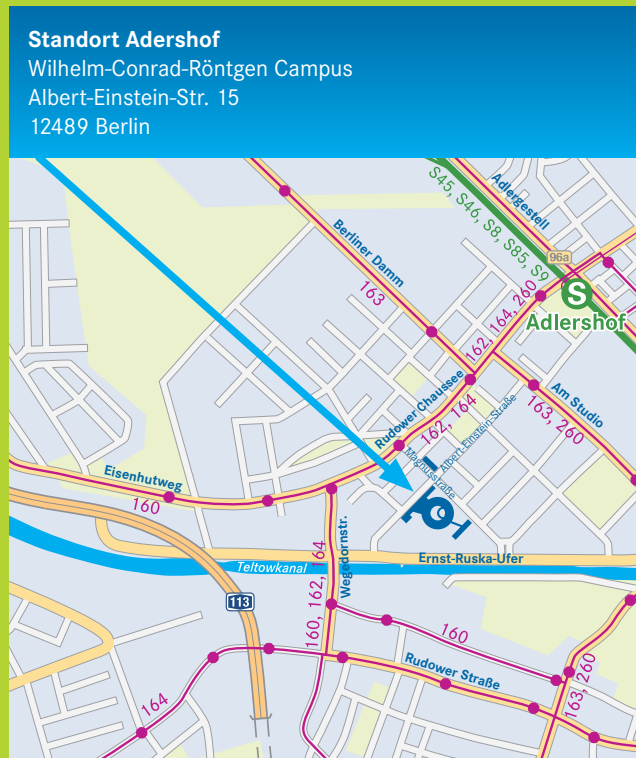 Standort Adershof
Wilhelm-Conrad-Röntgen Campus
Albert-Einstein-Str. 15
12489 Berlin
Adlergestell
S45, S46, S8, S85, S9
96a
Berliner Damm
163
S
Adlershof
162, 164, 260
Rudower Chaussee
162, 164
Am Studio
163, 260
Albert-Einstein-Straße
Magnusstraße
Eisenhutweg
160
Ernst-Ruska-Ufer
Teltowkanal
Wegedornstr.
160, 162, 164
113
160
Rudower Straße
163, 260
164